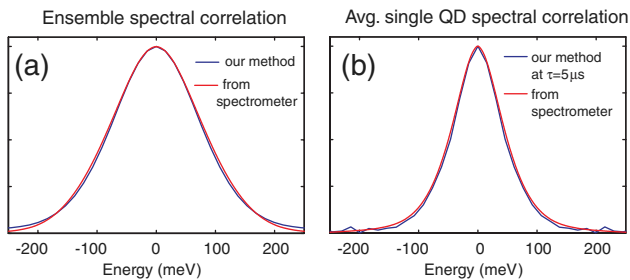 Ensemble spectral correlation
(a)
our method
from
spectrometer
-200 -100 0 100 200
Energy (meV)
Avg. single QD spectral correlation
(b)
our method
at τ=5μs
from
spectrometer
-200 -100 0 100 200
Energy (meV)